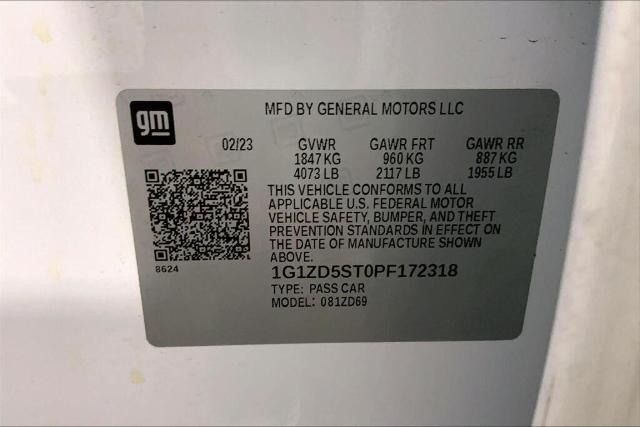 gm
MFD BY GENERAL MOTORS LLC
02/23 GVWR GAWR FRT GAWR RR
1847 KG 960 KG 887 KG
4073 LB 2117 LB 1955 LB
THIS VEHICLE CONFORMS TO ALL
APPLICABLE U.S. FEDERAL MOTOR
VEHICLE SAFETY, BUMPER, AND THEFT
PREVENTION STANDARDS IN EFFECT ON
THE DATE OF MANUFACTURE SHOWN
ABOVE.
8624
1G1ZD5ST0PF172318
TYPE: PASS CAR
MODEL: 081ZD69